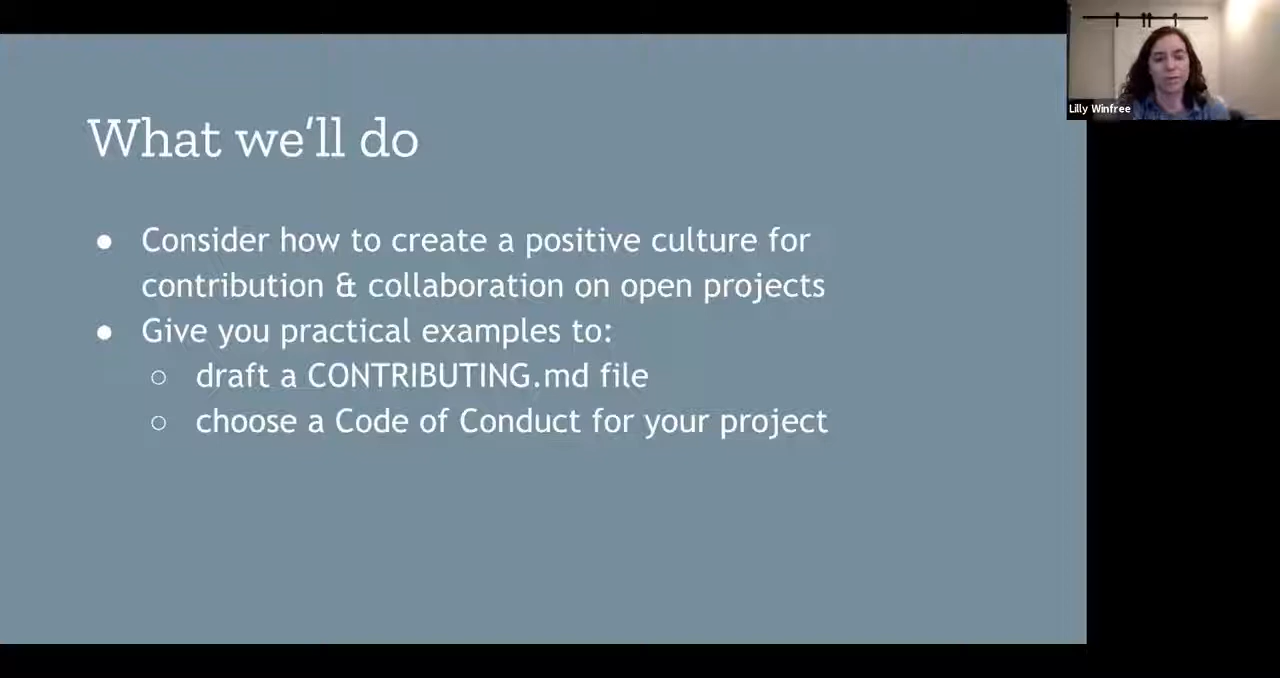 What we'll do
● Consider how to create a positive culture for
contribution & collaboration on open projects
● Give you practical examples to:
○ draft a CONTRIBUTING.md file
○ choose a Code of Conduct for your project
Lilly Winfree